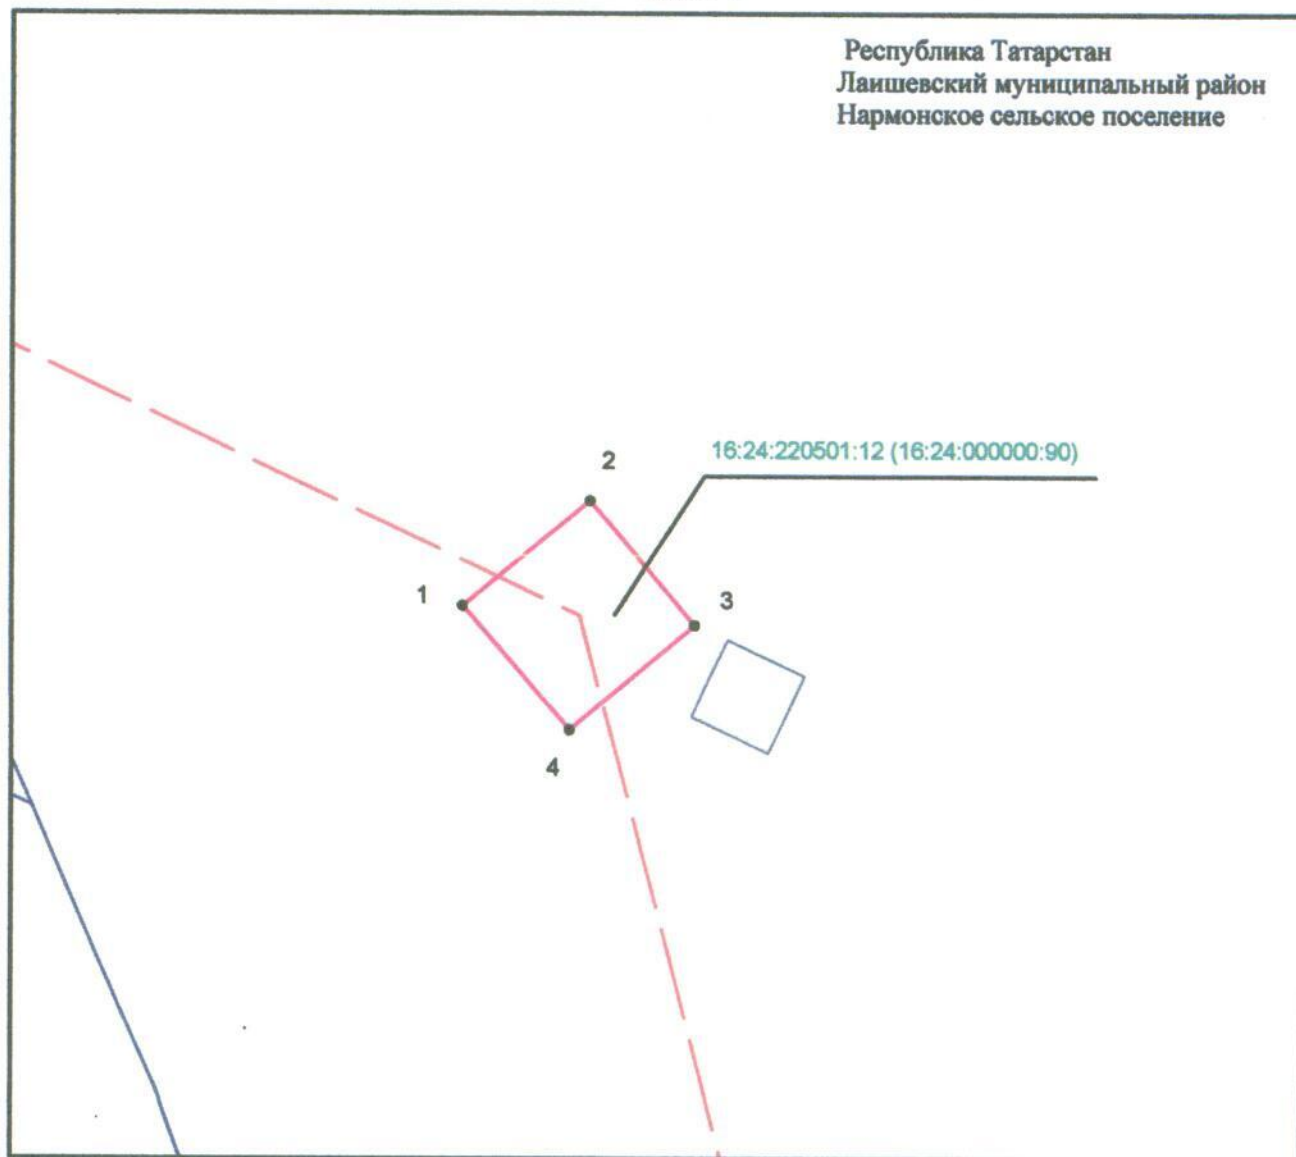 Республика Татарстан
Лаишевский муниципальный район
Нармонское сельское поселение
16:24:220501:12 (16:24:000000:90)
2
1
3
4